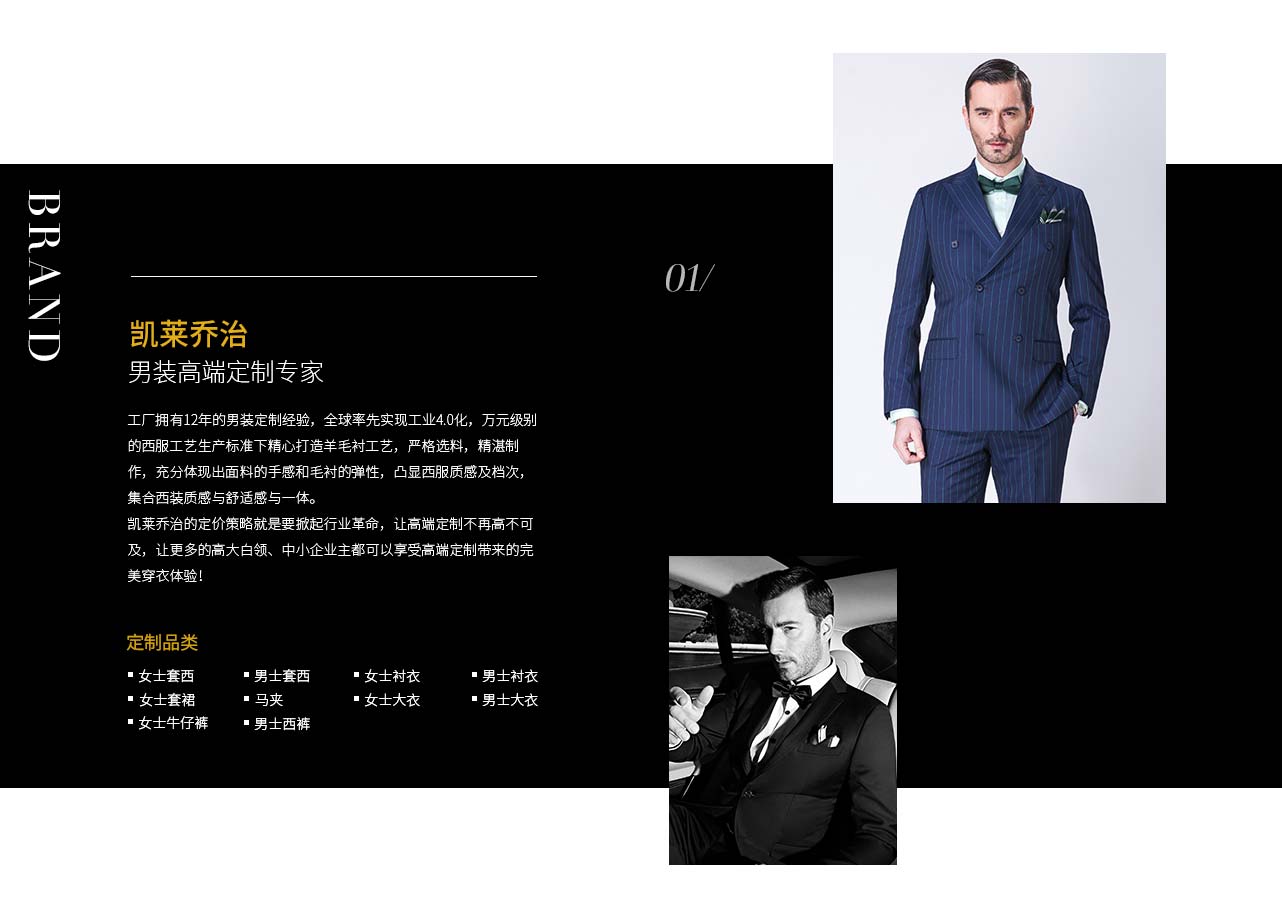 BRAND
01/
凯莱乔治
男装高端定制专家
工厂拥有12年的男装定制经验，全球率先实现工业4.0化，万元级别
的西服工艺生产标准下精心打造羊毛衬工艺，严格选料，精湛制
作，充分体现出面料的手感和毛衬的弹性，凸显西服质感及档次，
集合西装质感与舒适感与一体。
凯莱乔治的定价策略就是要掀起行业革命，让高端定制不再高不可
及，让更多的高大白领、中小企业主都可以享受高端定制带来的完
美穿衣体验！
定制品类
女士套西 男士套西 女士衬衣 男士衬衣
女士套裙 马夹 女士大衣 男士大衣
女士牛仔裤 男士西裤